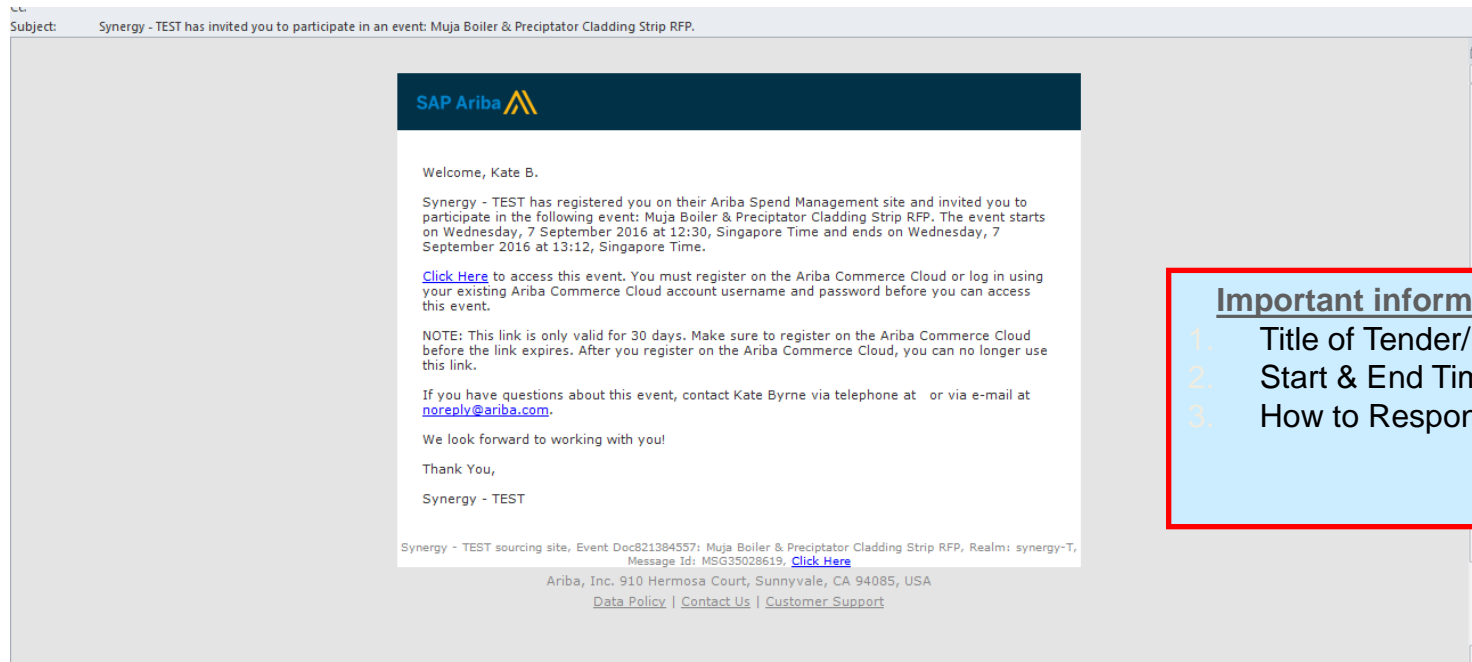 Subject: Synergy - TEST has invited you to participate in an event: Muja Boiler & Preciptator Cladding Strip RFP.
SAP Ariba
Welcome, Kate B.
Synergy - TEST has registered you on their Ariba Spend Management site and invited you to
participate in the following event: Muja Boiler & Preciptator Cladding Strip RFP. The event starts
on Wednesday, 7 September 2016 at 12:30, Singapore Time and ends on Wednesday, 7
September 2016 at 13:12, Singapore Time.
Click Here to access this event. You must register on the Ariba Commerce Cloud or log in using
your existing Ariba Commerce Cloud account username and password before you can access
this event.
NOTE: This link is only valid for 30 days. Make sure to register on the Ariba Commerce Cloud
before the link expires. After you register on the Ariba Commerce Cloud, you can no longer use
this link.
If you have questions about this event, contact Kate Byrne via telephone at or via e-mail at
noreply@ariba.com.
We look forward to working with you!
Thank You,
Synergy - TEST
Synergy - TEST sourcing site, Event Doc821384557: Muja Boiler & Preciptator Cladding Strip RFP, Realm: synergy-T,
Message Id: MSG35028619, Click Here
Ariba, Inc. 910 Hermosa Court, Sunnyvale, CA 94085, USA
Data Policy | Contact Us | Customer Support
Important inform
1. Title of Tender/
2. Start & End Tim
3. How to Respon